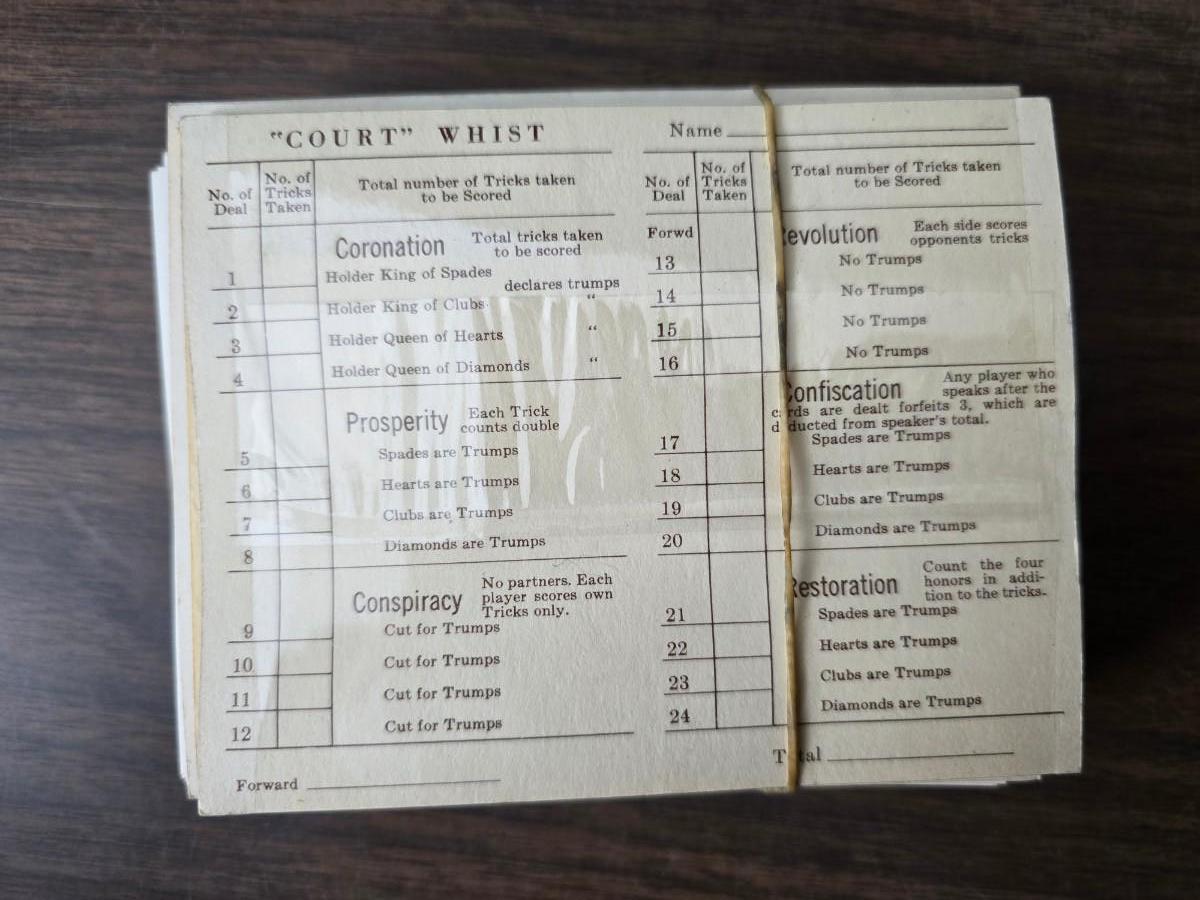 "COURT" WHIST
No. of Deal
No. of Tricks Taken
Total number of Tricks taken to be Scored
Coronation Total tricks taken to be scored
1 Holder King of Spades declares trumps
2 Holder King of Clubs "
3 Holder Queen of Hearts "
4 Holder Queen of Diamonds "
Prosperity Each Trick counts double
5 Spades are Trumps
6 Hearts are Trumps
7 Clubs are Trumps
8 Diamonds are Trumps
Conspiracy No partners. Each player scores own Tricks only.
9 Cut for Trumps
10 Cut for Trumps
11 Cut for Trumps
12 Cut for Trumps
Forward
Name
No. of Deal
No. of Tricks Taken
Total number of Tricks taken to be Scored
Forwd
evolution Each side scores opponents tricks
13 No Trumps
14 No Trumps
15 No Trumps
16 No Trumps
Confiscation Any player who speaks after the
cards are dealt forfeits 3, which are
deducted from speaker's total.
17 Spades are Trumps
18 Hearts are Trumps
19 Clubs are Trumps
20 Diamonds are Trumps
Restoration Count the four honors in addi-
tion to the tricks.
21 Spades are Trumps
22 Hearts are Trumps
23 Clubs are Trumps
24 Diamonds are Trumps
Total